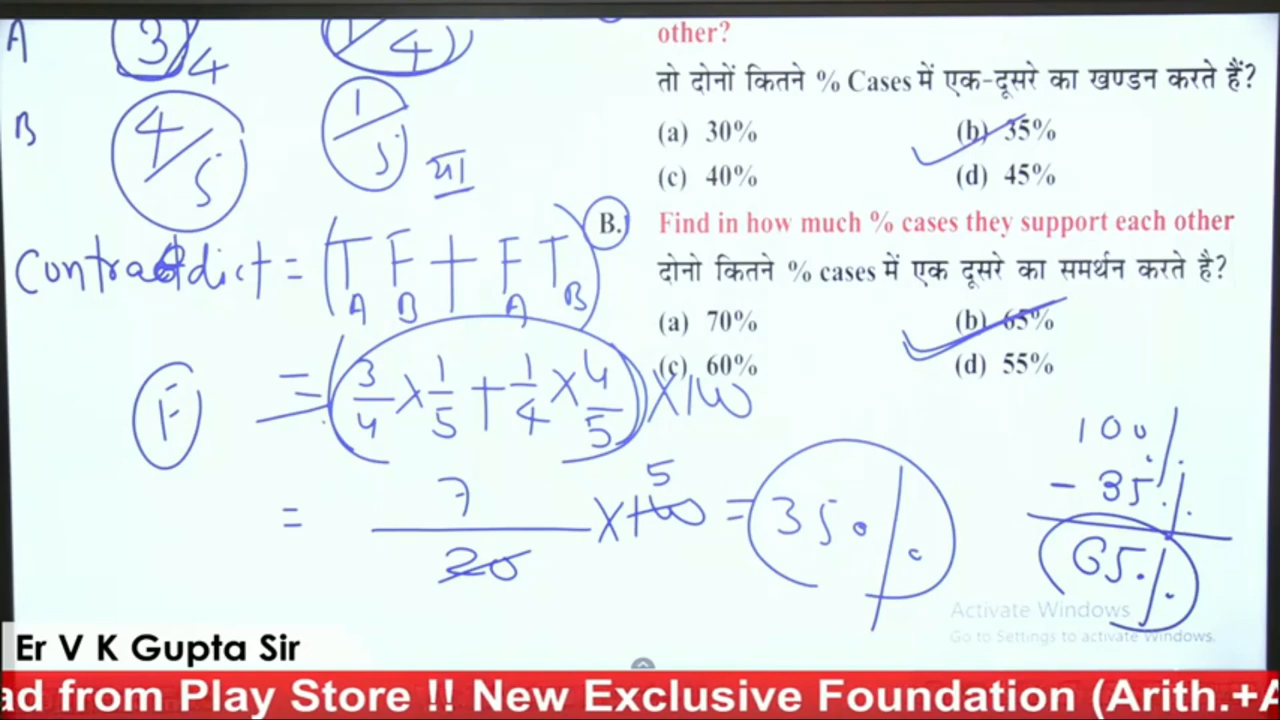 A 3/4 1/4
B 4/5 1/5 या
Contradict = (T_A F_B + F_A T_B)
F = (3/4 × 1/5 + 1/4 × 4/5) × 100
= 7/20 × 100 5 = 35%
other?
तो दोनों कितने % Cases में एक-दूसरे का खण्डन करते हैं?
(a) 30% (b) 35%
(c) 40% (d) 45%
B. Find in how much % cases they support each other
दोनो कितने % cases में एक दूसरे का समर्थन करते है?
(a) 70% (b) 65%
(c) 60% (d) 55%
100%
- 35%
65%
Activate Windows
Go to Settings to activate Windows.
Er V K Gupta Sir
ad from Play Store !! New Exclusive Foundation (Arith.+A